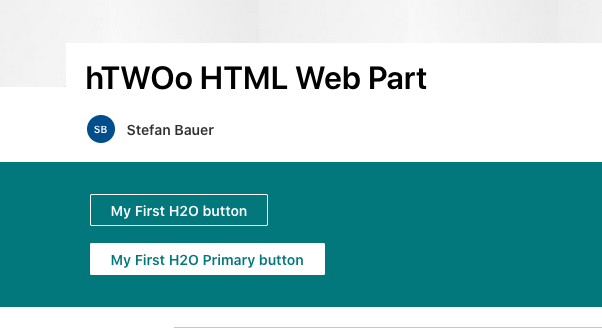 hTWOo HTML Web Part
SB
Stefan Bauer
My First H2O button
My First H2O Primary button